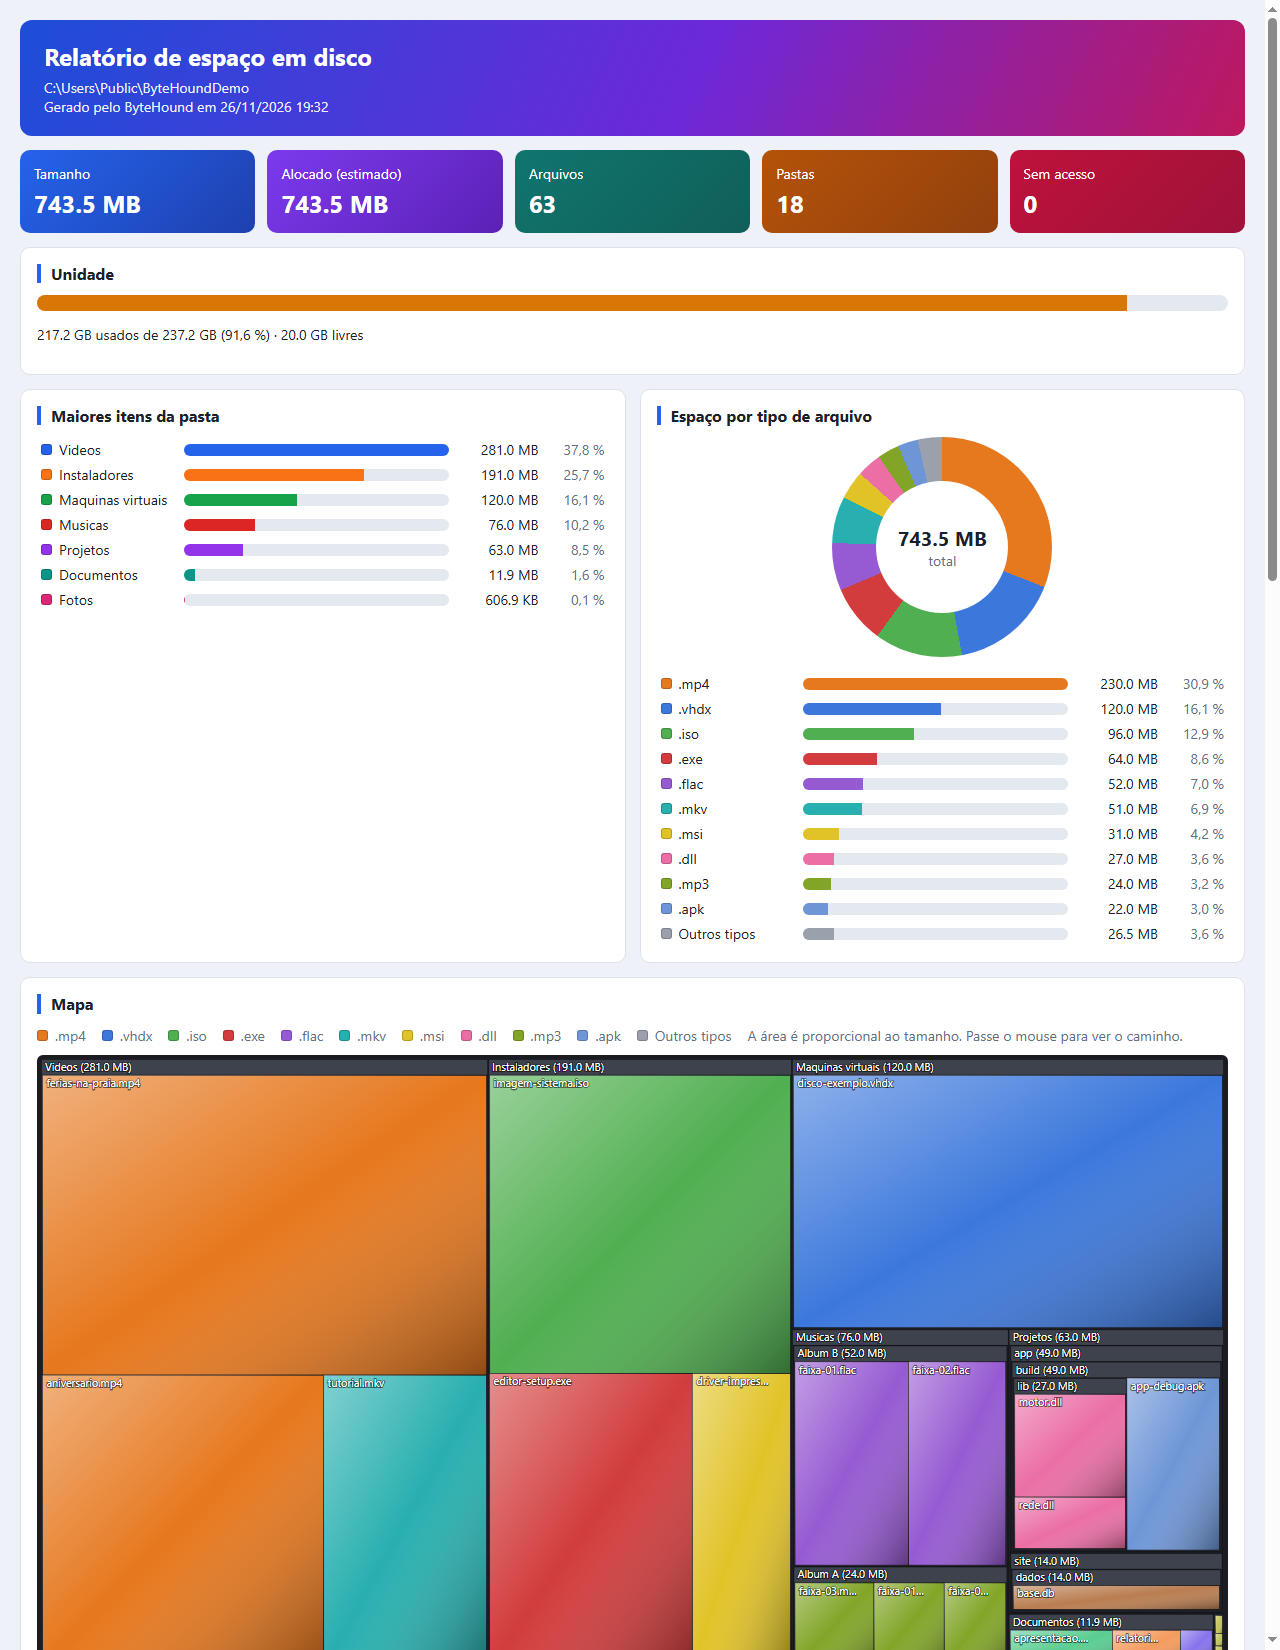 Relatório de espaço em disco
C:\Users\Public\ByteHoundDemo
Gerado pelo ByteHound em 26/11/2026 19:32
Tamanho
743.5 MB
Alocado (estimado)
743.5 MB
Arquivos
63
Pastas
18
Sem acesso
0
Unidade
217.2 GB usados de 237.2 GB (91,6 %) · 20.0 GB livres
Maiores itens da pasta
Videos 281.0 MB 37,8 %
Instaladores 191.0 MB 25,7 %
Maquinas virtuais 120.0 MB 16,1 %
Musicas 76.0 MB 10,2 %
Projetos 63.0 MB 8,5 %
Documentos 11.9 MB 1,6 %
Fotos 606.9 KB 0,1 %
Espaço por tipo de arquivo
743.5 MB
total
.mp4 230.0 MB 30,9 %
.vhdx 120.0 MB 16,1 %
.iso 96.0 MB 12,9 %
.exe 64.0 MB 8,6 %
.flac 52.0 MB 7,0 %
.mkv 51.0 MB 6,9 %
.msi 31.0 MB 4,2 %
.dll 27.0 MB 3,6 %
.mp3 24.0 MB 3,2 %
.apk 22.0 MB 3,0 %
Outros tipos 26.5 MB 3,6 %
Mapa
.mp4 .vhdx .iso .exe .flac .mkv .msi .dll .mp3 .apk Outros tipos A área é proporcional ao tamanho. Passe o mouse para ver o caminho.
Videos (281.0 MB)
ferias-na-praia.mp4
aniversario.mp4
tutorial.mkv
Instaladores (191.0 MB)
imagem-sistema.iso
editor-setup.exe
driver-impres...
Maquinas virtuais (120.0 MB)
disco-exemplo.vhdx
Musicas (76.0 MB)
Album B (52.0 MB)
faixa-01.flac
faixa-02.flac
Album A (24.0 MB)
faixa-03.m...
faixa-01...
faixa-0...
Projetos (63.0 MB)
app (49.0 MB)
build (49.0 MB)
lib (27.0 MB)
motor.dll
rede.dll
app-debug.apk
site (14.0 MB)
dados (14.0 MB)
base.db
Documentos (11.9 MB)
apresentacao....
relatori...